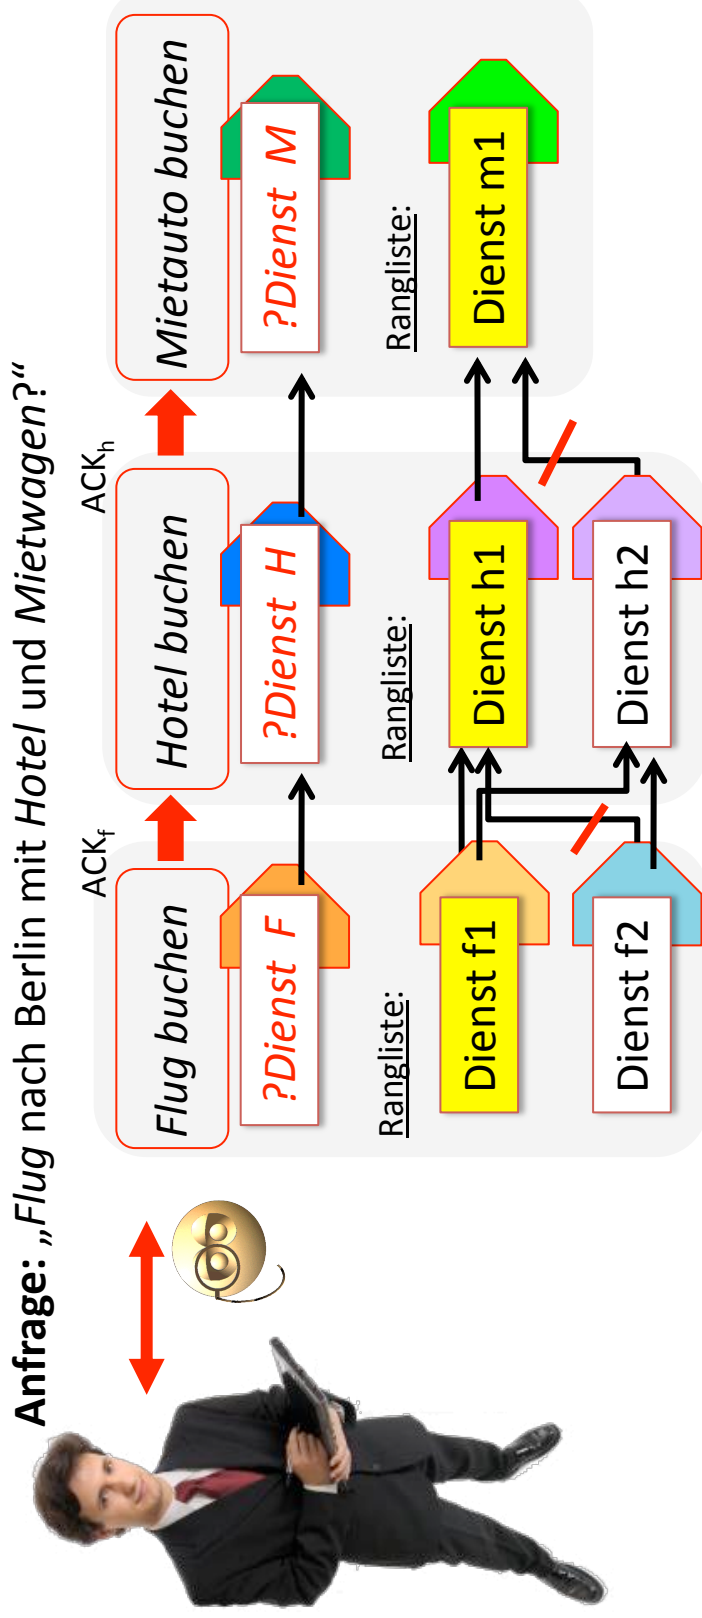 Anfrage: „Flug nach Berlin mit Hotel und Mietwagen?“
ACKf
ACKh
Flug buchen
Hotel buchen
Mietauto buchen
?Dienst F
?Dienst H
?Dienst M
Rangliste:
Rangliste:
Rangliste:
Dienst f1
Dienst h1
Dienst m1
Dienst f2
Dienst h2